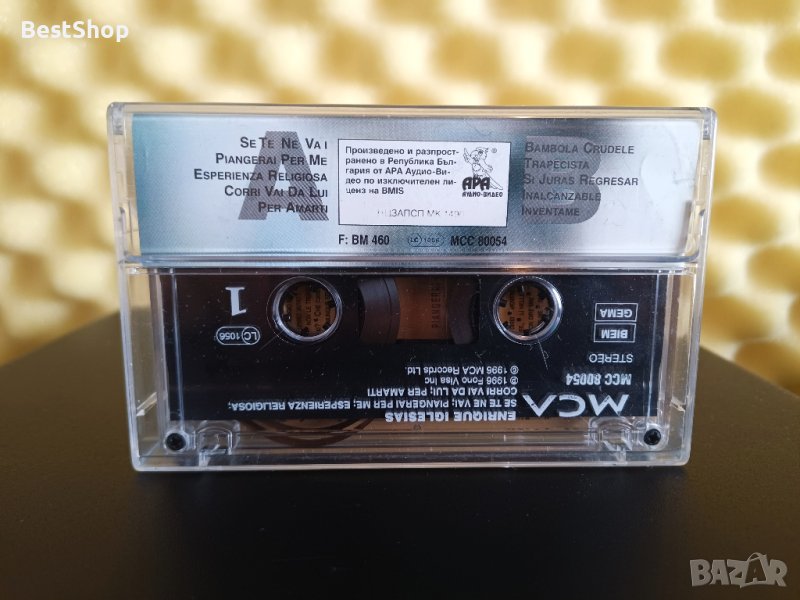 BestShop
SE TE NE VAI
PIANGERAI PER ME
ESPERIENZA RELIGIOSA
CORRI VAI DA LUI
PER AMARTI
A
Произведено и разпрост-
ранено в Република Бъл-
гария от АРА Аудио-Ви-
део по изключителен ли-
ценз на BMIS
АРА
АУДИО-ВИДЕО
B
BAMBOLA CRUDELE
TRAPECISTA
SI JURAS REGRESAR
INALCANZABLE
INVENTAME
F: BM 460
LC 1056
MCC 80054
1
LC 1056
PIANGER
BIEM
GEMA
STEREO
MCC 80054
MCA
ENRIQUE IGLESIAS
SE TE NE VAI; PIANGERAI PER ME; ESPERIENZA RELIGIOSA;
CORRI VAI DA LUI; PER AMARTI
℗ 1996 Fono Visa Inc
© 1996 MCA Records Ltd.
BAZAR